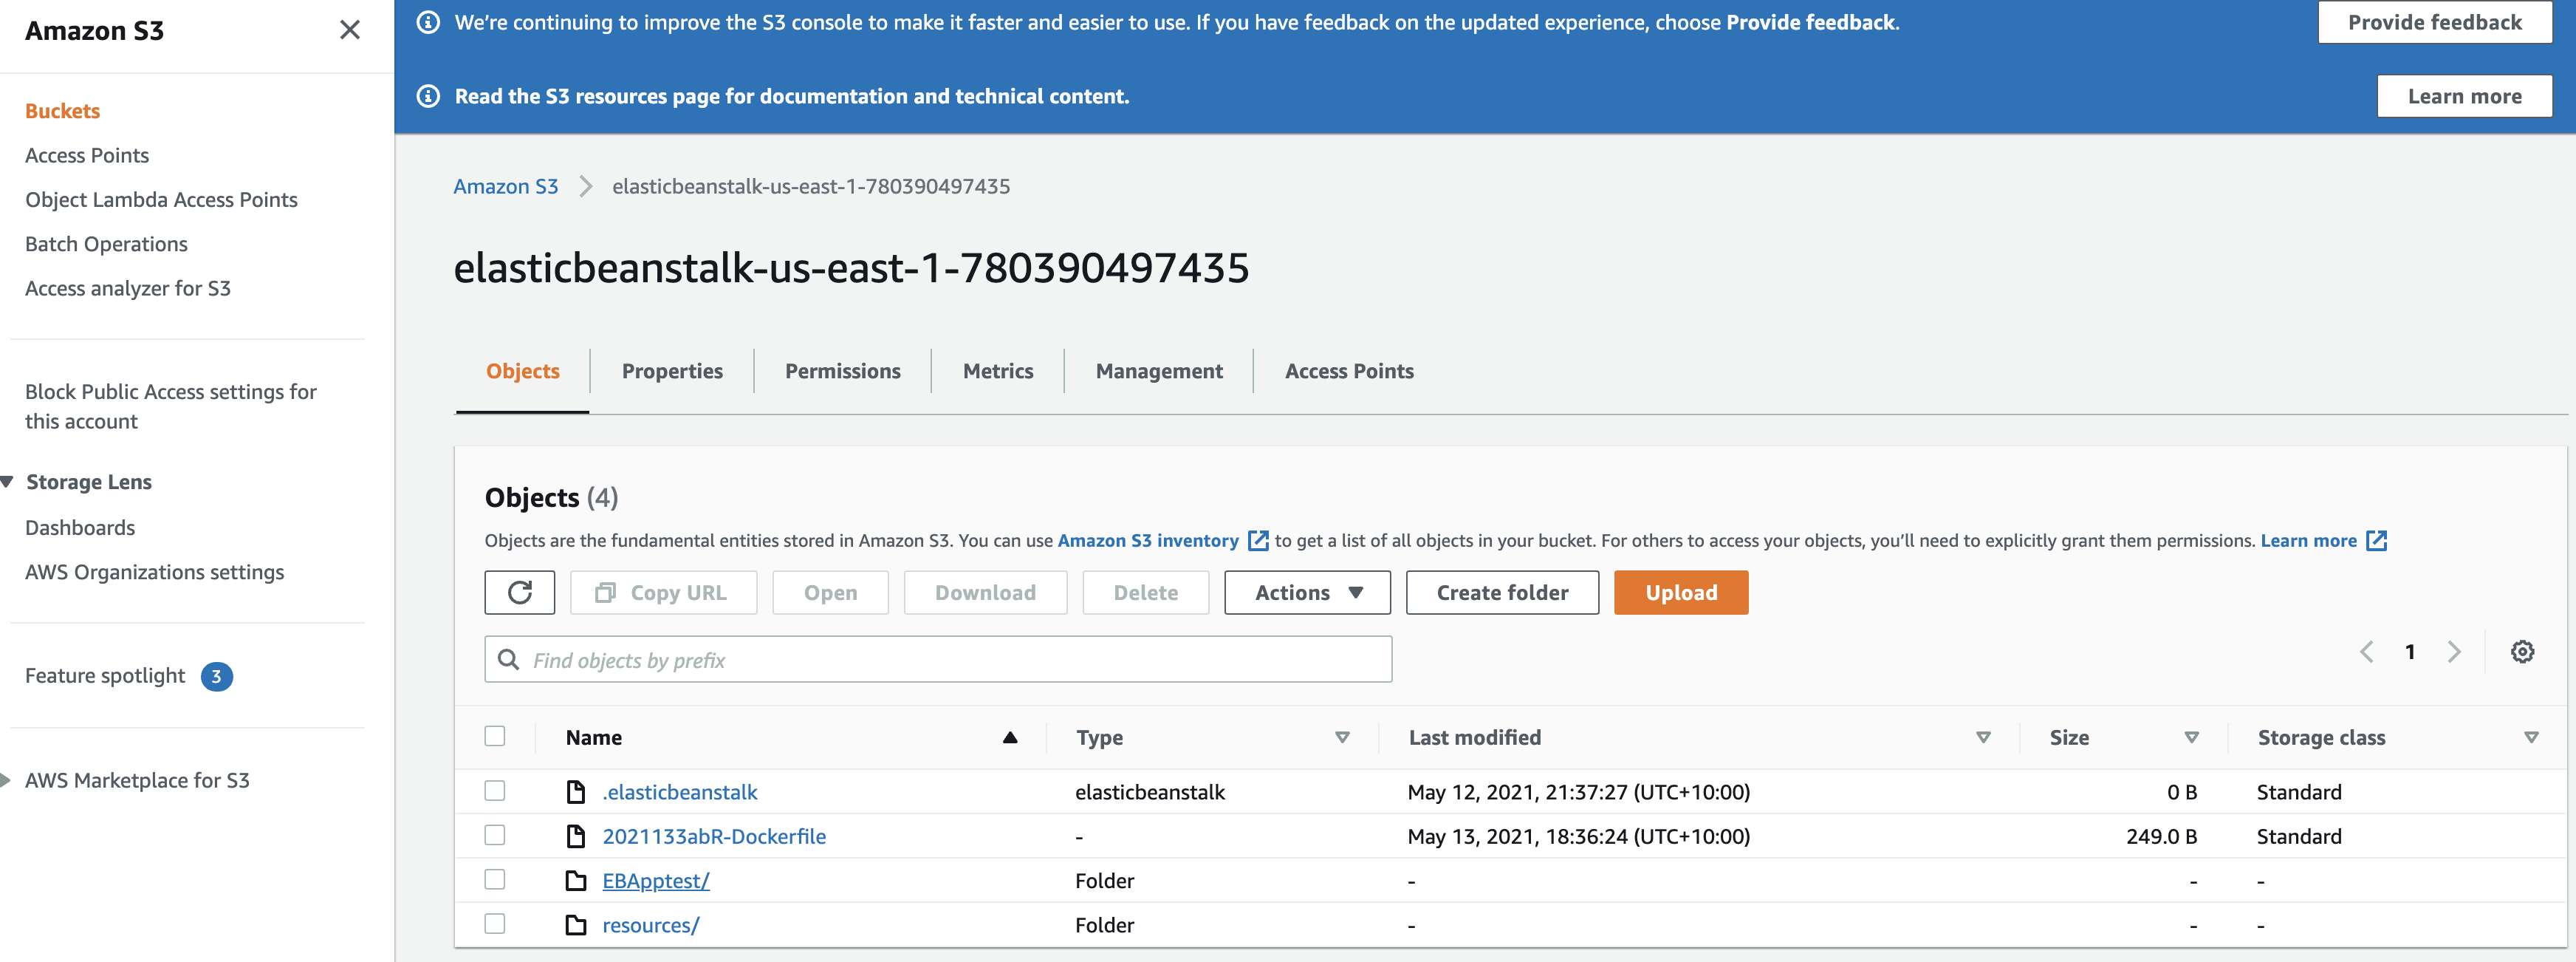 Amazon S3
Buckets
Access Points
Object Lambda Access Points
Batch Operations
Access analyzer for S3
Block Public Access settings for
this account
Storage Lens
Dashboards
AWS Organizations settings
Feature spotlight 3
AWS Marketplace for S3
We're continuing to improve the S3 console to make it faster and easier to use. If you have feedback on the updated experience, choose Provide feedback. Provide feedback
Read the S3 resources page for documentation and technical content. Learn more
Amazon S3 elasticbeanstalk-us-east-1-780390497435
elasticbeanstalk-us-east-1-780390497435
Objects Properties Permissions Metrics Management Access Points
Objects (4)
Objects are the fundamental entities stored in Amazon S3. You can use Amazon S3 inventory to get a list of all objects in your bucket. For others to access your objects, you'll need to explicitly grant them permissions. Learn more
Copy URL Open Download Delete Actions Create folder Upload
Find objects by prefix 1
Name Type Last modified Size Storage class
.elasticbeanstalk elasticbeanstalk May 12, 2021, 21:37:27 (UTC+10:00) 0 B Standard
2021133abR-Dockerfile - May 13, 2021, 18:36:24 (UTC+10:00) 249.0 B Standard
EBApptest/ Folder - - -
resources/ Folder - - -